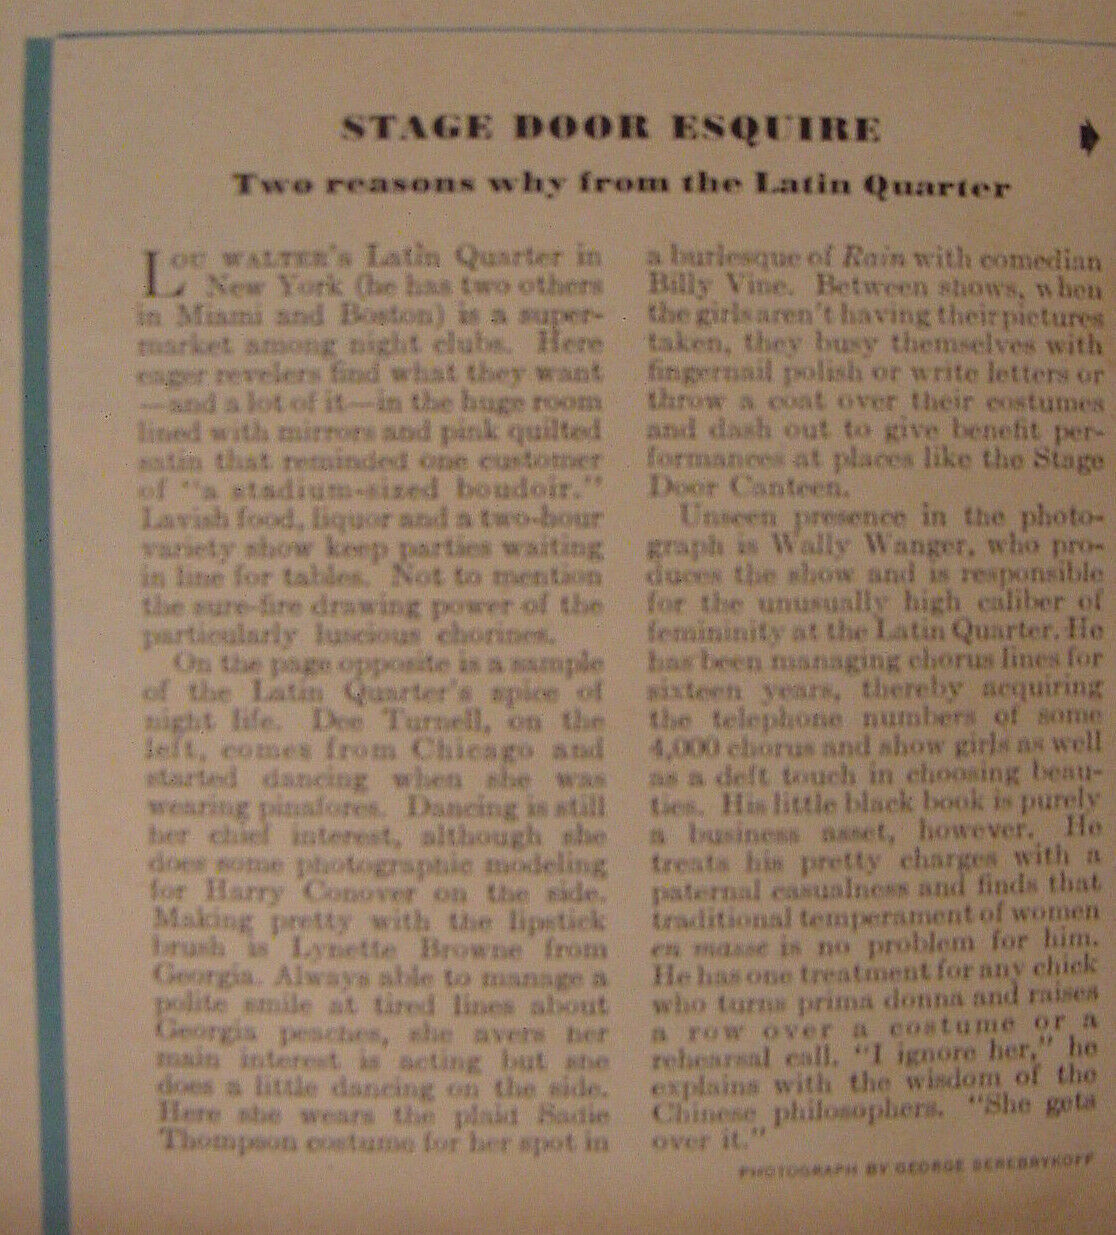 STAGE DOOR ESQUIRE
Two reasons why from the Latin Quarter
LOU WALTER's Latin Quarter in
New York (he has two others
in Miami and Boston) is a super-
market among night clubs. Here
eager revelers find what they want
—and a lot of it—in the huge room
lined with mirrors and pink quilted
satin that reminded one customer
of "a stadium-sized boudoir."
Lavish food, liquor and a two-hour
variety show keep parties waiting
in line for tables. Not to mention
the sure-fire drawing power of the
particularly luscious chorines.
On the page opposite is a sample
of the Latin Quarter's spice of
night life. Dee Turnell, on the
left, comes from Chicago and
started dancing when she was
wearing pinafores. Dancing is still
her chief interest, although she
does some photographic modeling
for Harry Conover on the side.
Making pretty with the lipstick
brush is Lynette Browne from
Georgia. Always able to manage a
polite smile at tired lines about
Georgia peaches, she avers her
main interest is acting but she
does a little dancing on the side.
Here she wears the plaid Sadie
Thompson costume for her spot in
a burlesque of Rain with comedian
Billy Vine. Between shows, when
the girls aren't having their pictures
taken, they busy themselves with
fingernail polish or write letters or
throw a coat over their costumes
and dash out to give benefit per-
formances at places like the Stage
Door Canteen.
Unseen presence in the photo-
graph is Wally Wanger, who pro-
duces the show and is responsible
for the unusually high caliber of
femininity at the Latin Quarter. He
has been managing chorus lines for
sixteen years, thereby acquiring
the telephone numbers of some
4,000 chorus and show girls as well
as a deft touch in choosing beau-
ties. His little black book is purely
a business asset, however. He
treats his pretty charges with a
paternal casualness and finds that
traditional temperament of women
en masse is no problem for him.
He has one treatment for any chick
who turns prima donna and raises
a row over a costume or a
rehearsal call. "I ignore her," he
explains with the wisdom of the
Chinese philosophers. "She gets
over it."
PHOTOGRAPH BY GEORGE SEREBRYKOFF